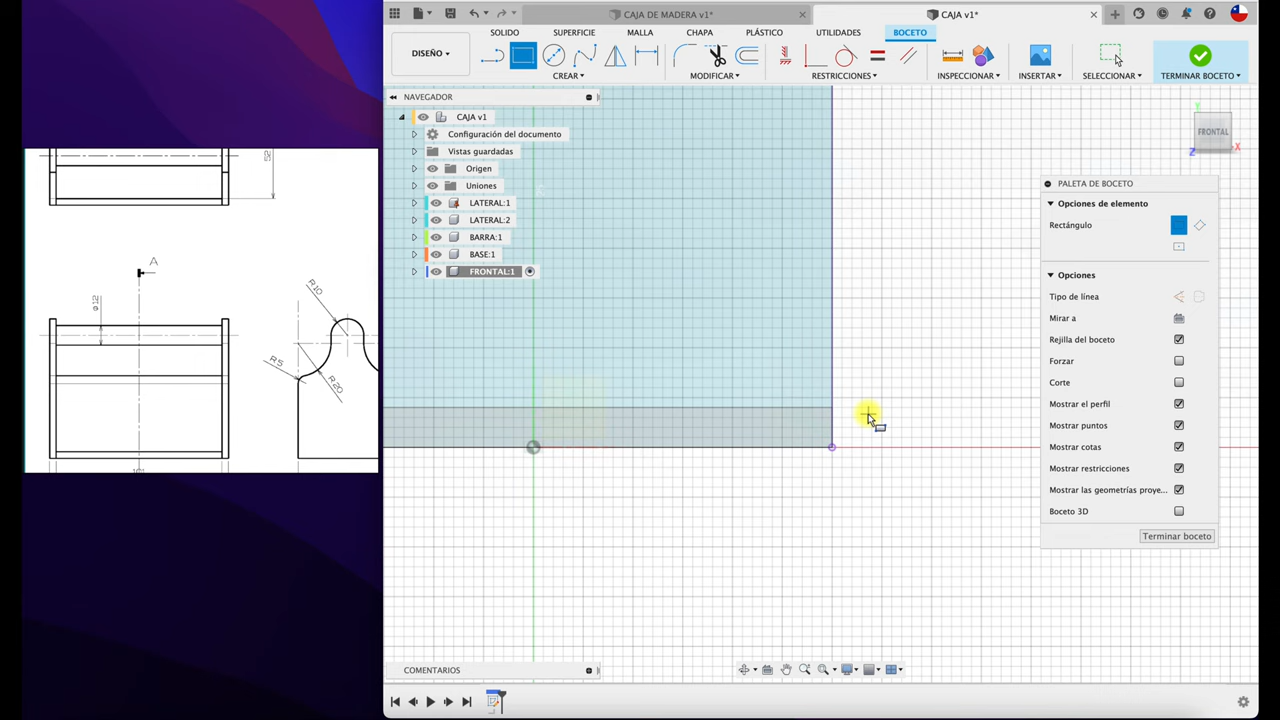 CAJA DE MADERA v1*
CAJA v1*
DISEÑO
SOLIDO
SUPERFICIE
MALLA
CHAPA
PLÁSTICO
UTILIDADES
BOCETO
CREAR
MODIFICAR
RESTRICCIONES
INSPECCIONAR
INSERTAR
SELECCIONAR
TERMINAR BOCETO
NAVEGADOR
CAJA v1
Configuración del documento
Vistas guardadas
Origen
Uniones
LATERAL:1
LATERAL:2
BARRA:1
BASE:1
FRONTAL:1
FRONTAL
Y
X
Z
PALETA DE BOCETO
Opciones de elemento
Rectángulo
Opciones
Tipo de línea
Mirar a
Rejilla del boceto
Forzar
Corte
Mostrar el perfil
Mostrar puntos
Mostrar cotas
Mostrar restricciones
Mostrar las geometrías proye...
Boceto 3D
Terminar boceto
52
A
ϕ12
R10
R5
R20
COMENTARIOS